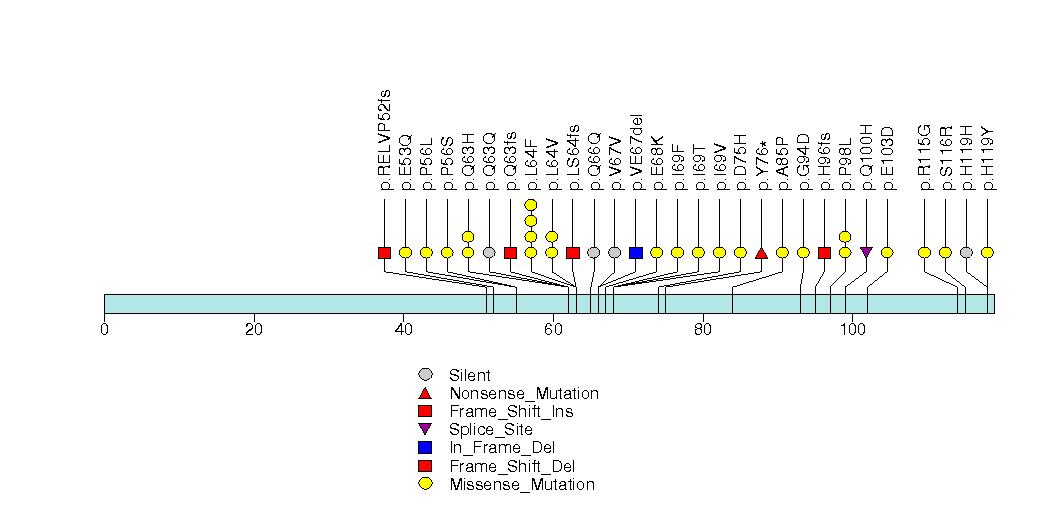 p.RELVP52fs
p.E53Q
p.P56L
p.P56S
p.Q63H
p.Q63Q
p.Q63fs
p.L64F
p.L64V
p.LS64fs
p.Q66Q
p.V67V
p.VE67del
p.E68K
p.I69F
p.I69T
p.I69V
p.D75H
p.Y76*
p.A85P
p.G94D
p.H96fs
p.P98L
p.Q100H
p.E103D
p.R115G
p.S116R
p.H119H
p.H119Y
0 20 40 60 80 100
Silent
Nonsense_Mutation
Frame_Shift_Ins
Splice_Site
In_Frame_Del
Frame_Shift_Del
Missense_Mutation